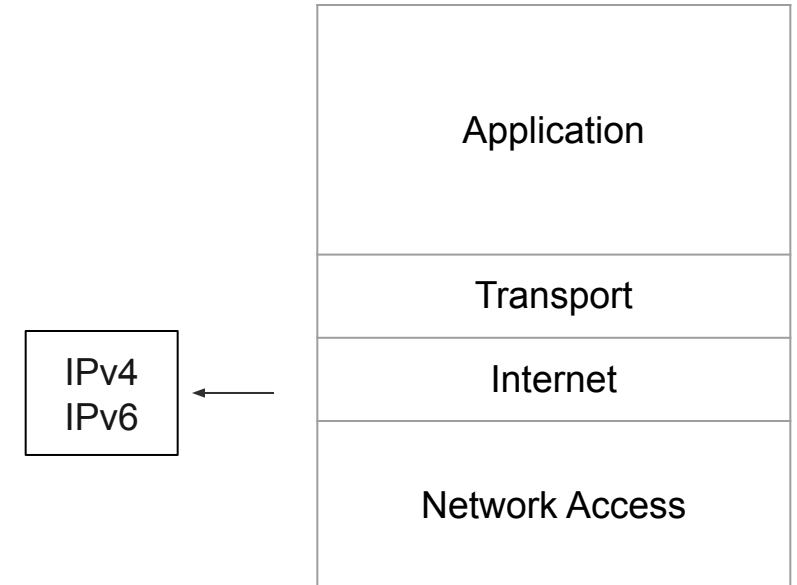 Application
Transport
Internet
IPv4
IPv6
Network Access